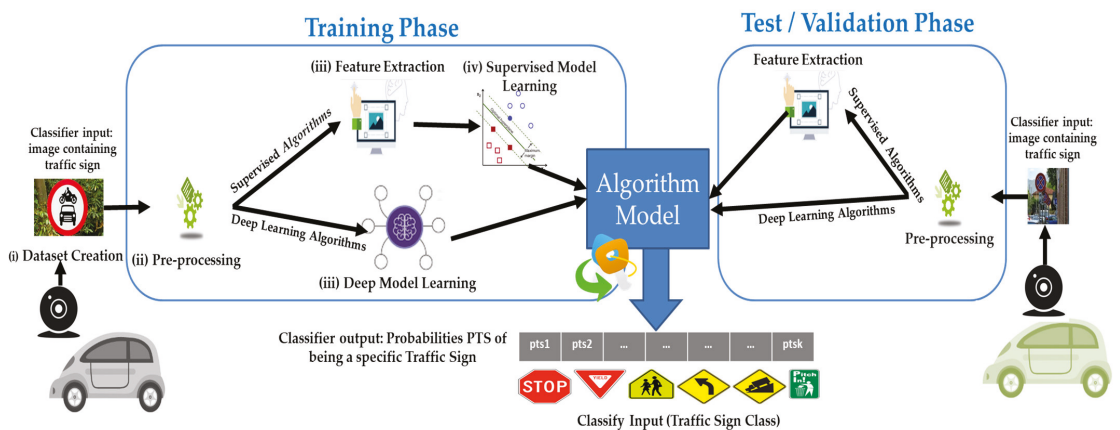 Training Phase
Test / Validation Phase
(iii) Feature Extraction
(iv) Supervised Model
Learning
Classifier input:
image containing
traffic sign
Supervised Algorithms
Deep Learning Algorithms
(i) Dataset Creation
(ii) Pre-processing
(iii) Deep Model Learning
Algorithm
Model
Feature Extraction
Supervised Algorithms
Deep Learning Algorithms
Pre-processing
Classifier input:
image containing
traffic sign
Classifier output: Probabilities PTS of
being a specific Traffic Sign
pts1 pts2 ... ... ... ... ptsk
STOP
YIELD
Pitch
In!
Classify Input (Traffic Sign Class)